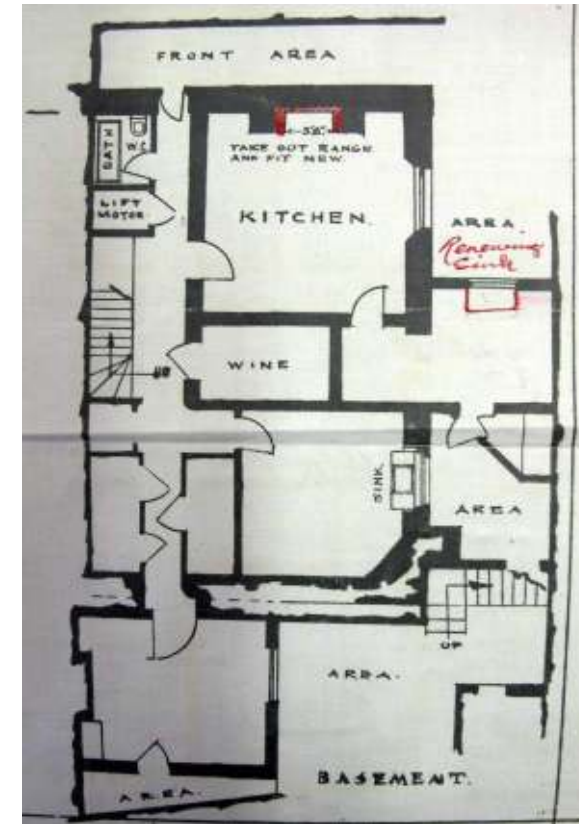 FRONT AREA
BATH
W.C.
TAKE OUT RANGE
AND FIT NEW.
LIFT
MOTOR
KITCHEN.
AREA.
Renewing
Sink
WINE
SINK
AREA
UP
AREA.
BASEMENT.
AREA.